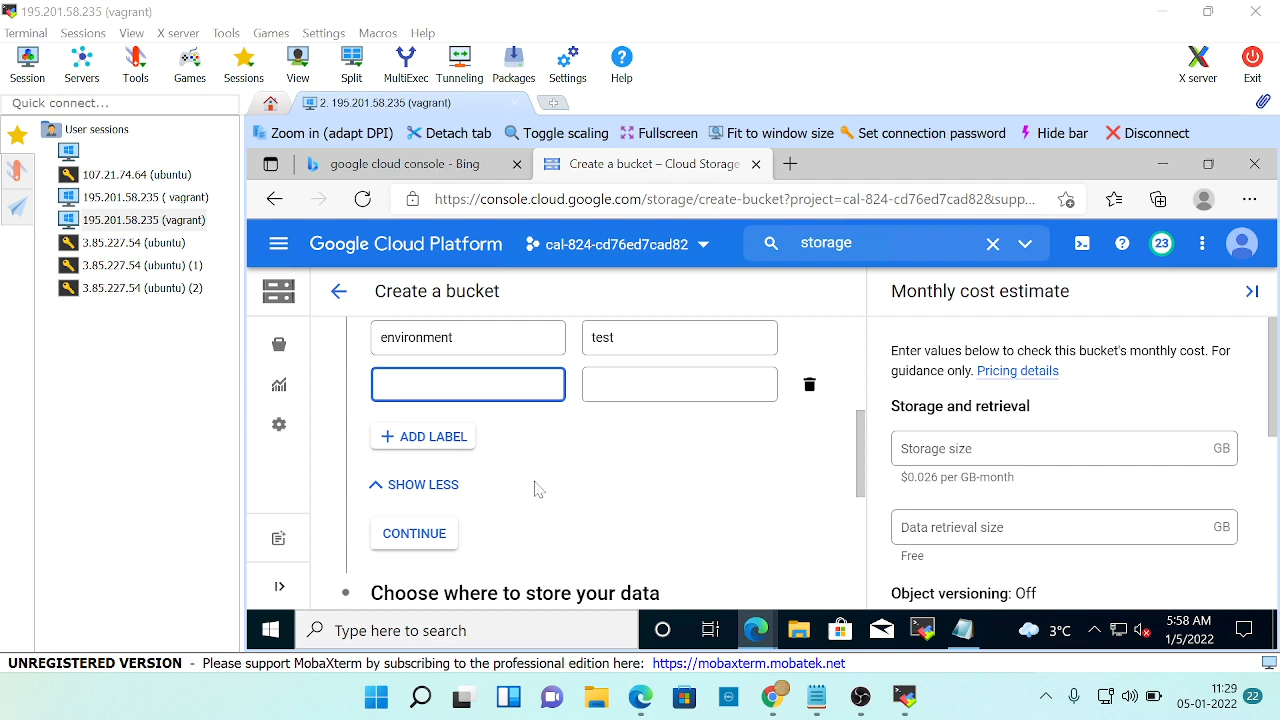 195.201.58.235 (vagrant)
Terminal Sessions View X server Tools Games Settings Macros Help
Session Servers Tools Games Sessions View Split MultiExec Tunneling Packages Settings Help X server Exit
Quick connect...
2. 195.201.58.235 (vagrant)
Zoom in (adapt DPI) Detach tab Toggle scaling Fullscreen Fit to window size Set connection password Hide bar Disconnect
User sessions
107.21.74.64 (ubuntu)
195.201.58.235 ( vagrant)
195.201.58.235 (vagrant)
3.85.227.54 (ubuntu)
3.85.227.54 (ubuntu) (1)
3.85.227.54 (ubuntu) (2)
google cloud console - Bing
Create a bucket – Cloud Storage
https://console.cloud.google.com/storage/create-bucket?project=cal-824-cd76ed7cad82&supp...
Google Cloud Platform
cal-824-cd76ed7cad82
storage
23
Create a bucket
environment
test
+ ADD LABEL
SHOW LESS
CONTINUE
Choose where to store your data
Monthly cost estimate
Enter values below to check this bucket's monthly cost. For
guidance only. Pricing details
Storage and retrieval
Storage size GB
$0.026 per GB-month
Data retrieval size GB
Free
Object versioning: Off
Type here to search
3°C
5:58 AM
1/5/2022
UNREGISTERED VERSION - Please support MobaXterm by subscribing to the professional edition here: https://mobaxterm.mobatek.net
11:29
05-01-2022
22